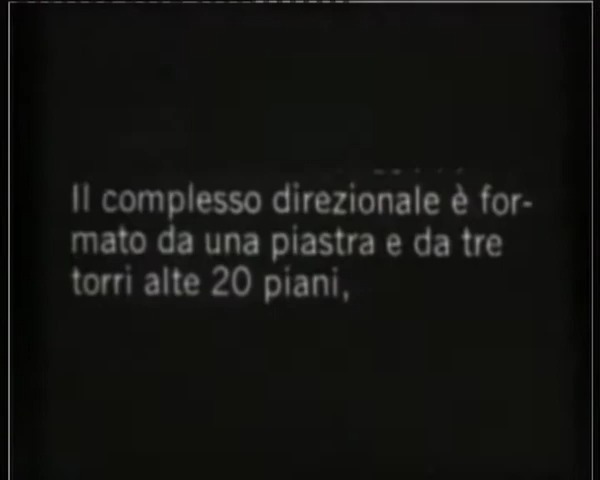 Il complesso direzionale è for-
mato da una piastra e da tre
torri alte 20 piani,